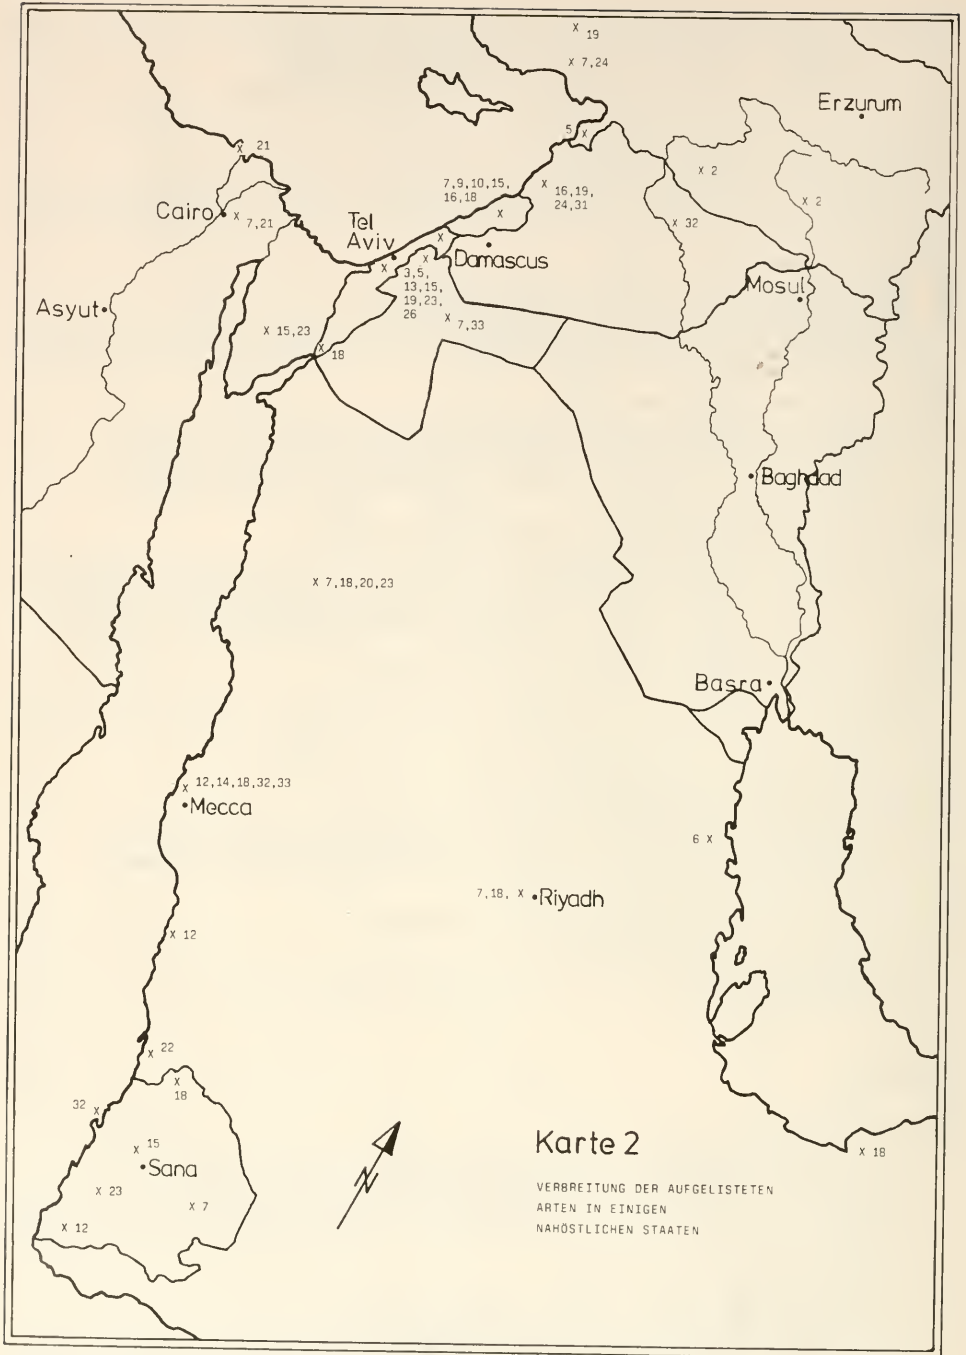 19
7,24
Erzurum
5
21
2
7,9,10,15,
16,18
16,19,
24,31
2
Cairo
7,21
Tel
Aviv
32
Damascus
3,5,
13,15,
19,23,
26
Mosul
Asyut
15,23
7,33
18
Baghdad
7,18,20,23
Basra
12,14,18,32,33
Mecca
6
7,18,
Riyadh
12
22
18
32
N
Karte 2
15
18
Sana
23
VERBREITUNG DER AUFGELISTETEN
7
ARTEN IN EINIGEN
12
NAHÖSTLICHEN STAATEN